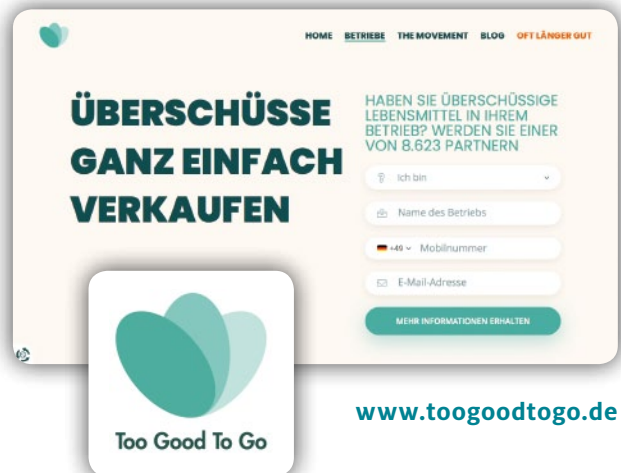 HOME BETRIEBE THE MOVEMENT BLOG OFT LÄNGER GUT
ÜBERSCHÜSSE
GANZ EINFACH
VERKAUFEN
HABEN SIE ÜBERSCHÜSSIGE
LEBENSMITTEL IN IHREM
BETRIEB? WERDEN SIE EINER
VON 8.623 PARTNERN
Ich bin
Name des Betriebs
+49 Mobilnummer
E-Mail-Adresse
MEHR INFORMATIONEN ERHALTEN
Too Good To Go
www.toogoodtogo.de